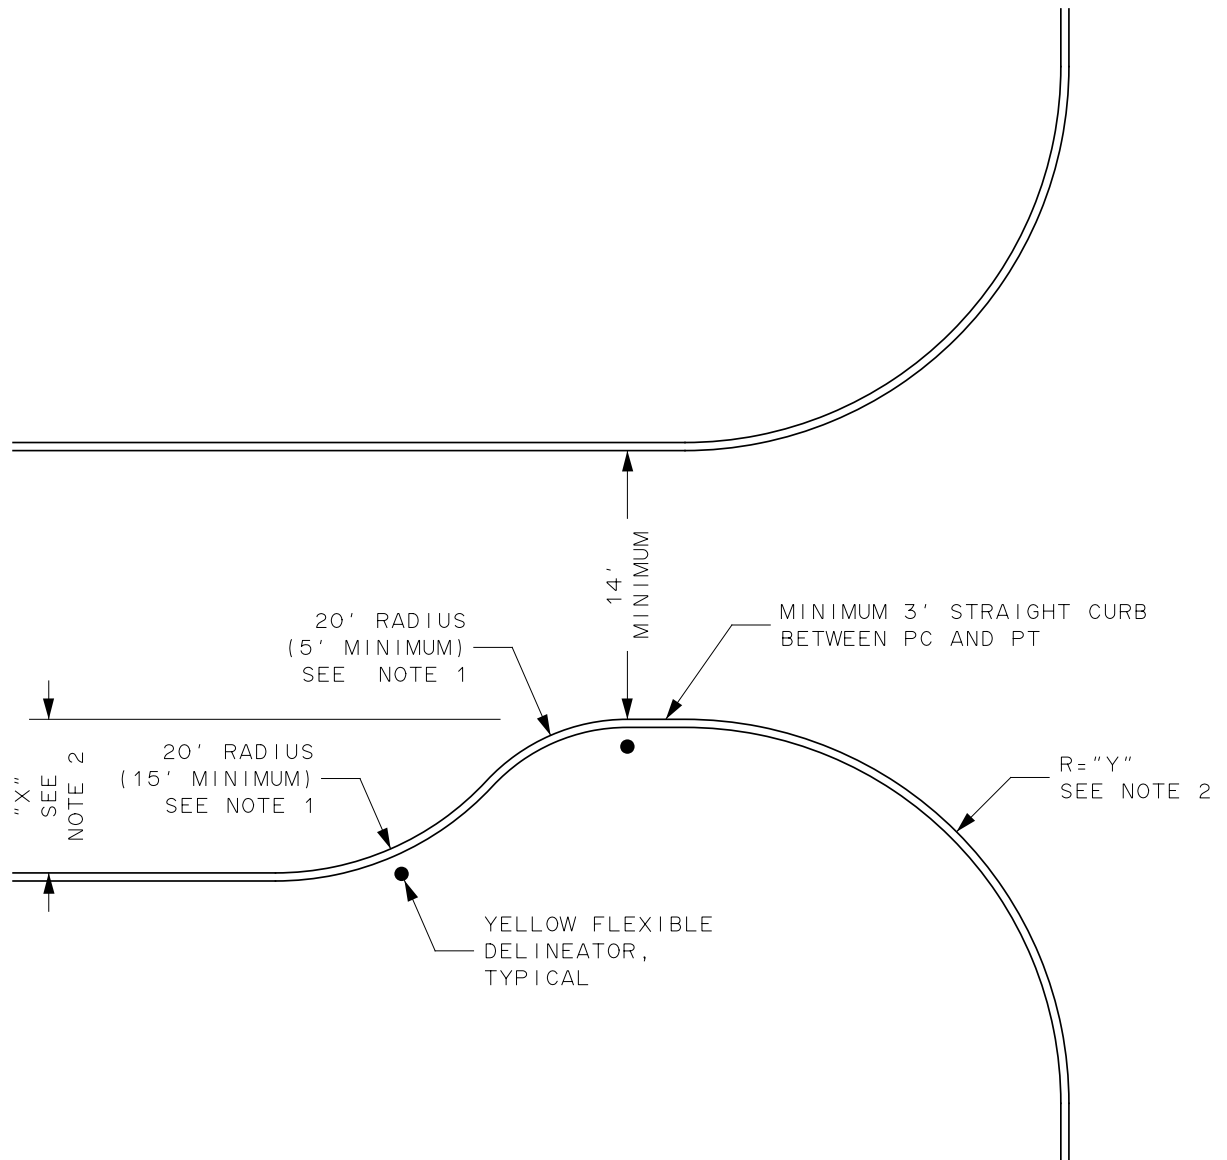 14'
MINIMUM
20' RADIUS
(5' MINIMUM)
SEE NOTE 1
MINIMUM 3' STRAIGHT CURB
BETWEEN PC AND PT
"X"
SEE
NOTE 2
20' RADIUS
(15' MINIMUM)
SEE NOTE 1
R="Y"
SEE NOTE 2
YELLOW FLEXIBLE
DELINEATOR,
TYPICAL